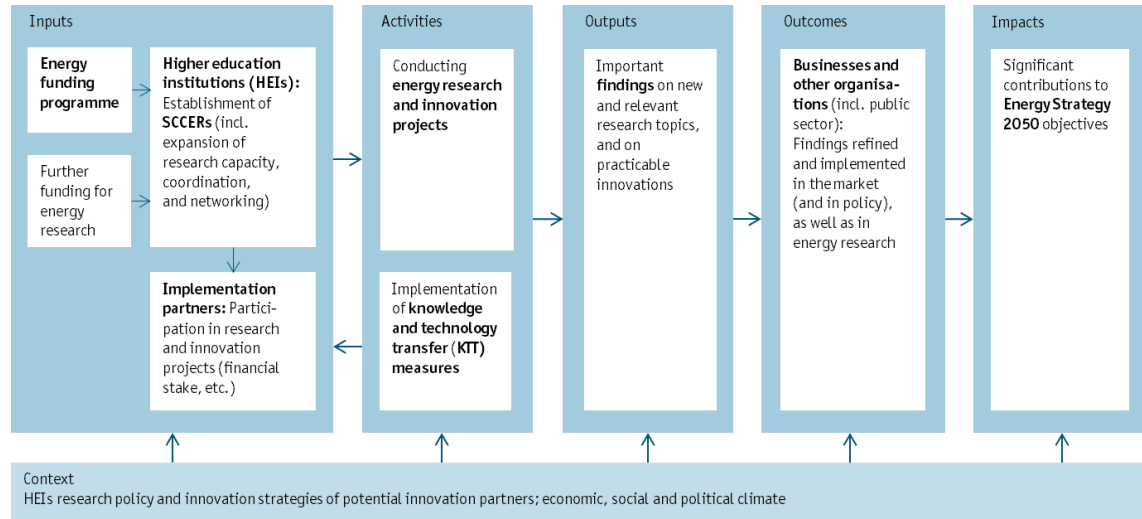 Inputs
Energy
funding
programme
Further
funding for
energy
research
Higher education
institutions (HEIs):
Establishment of
SCCERs (incl.
expansion of
research capacity,
coordination,
and networking)
Implementation
partners: Partici-
pation in research
and innovation
projects (financial
stake, etc.)
Activities
Conducting
energy research
and innovation
projects
Implementation
of knowledge
and technology
transfer (KTT)
measures
Outputs
Important
findings on new
and relevant
research topics,
and on
practicable
innovations
Outcomes
Businesses and
other organisa-
tions (incl. public
sector):
Findings refined
and implemented
in the market
(and in policy),
as well as in
energy research
Impacts
Significant
contributions to
Energy Strategy
2050 objectives
Context
HEIs research policy and innovation strategies of potential innovation partners; economic, social and political climate